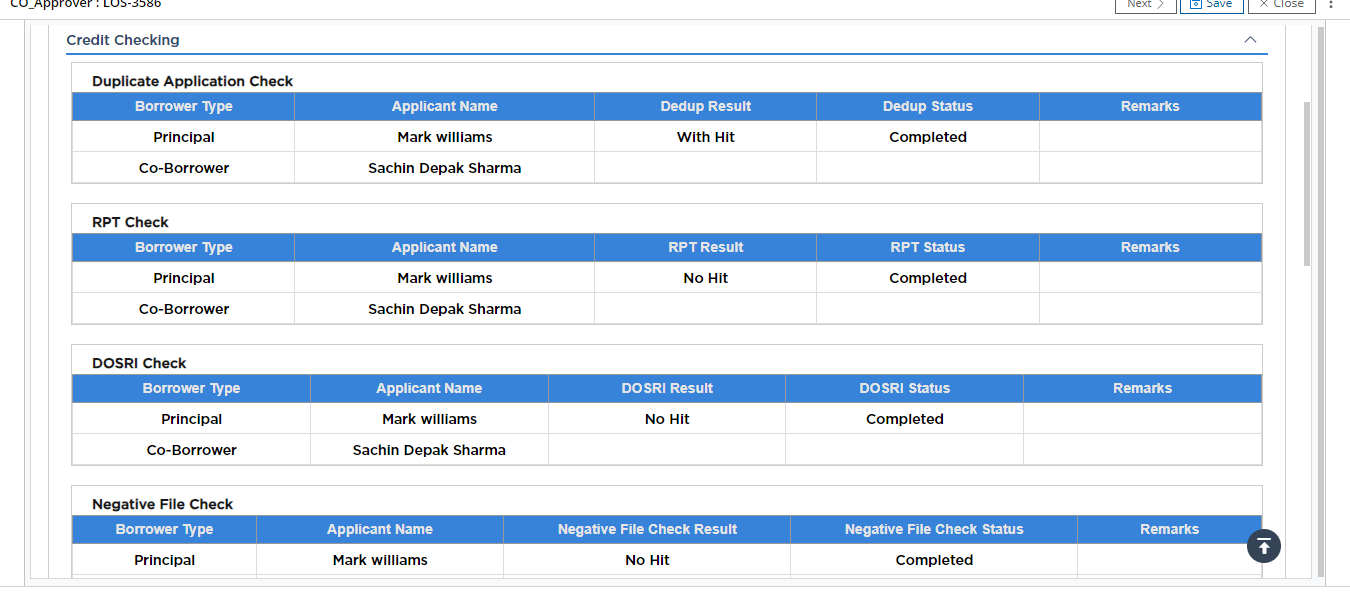 CO_Approver : LOS-3586 Next Save Close
Credit Checking
Duplicate Application Check
Borrower Type Applicant Name Dedup Result Dedup Status Remarks
Principal Mark williams With Hit Completed
Co-Borrower Sachin Depak Sharma
RPT Check
Borrower Type Applicant Name RPT Result RPT Status Remarks
Principal Mark williams No Hit Completed
Co-Borrower Sachin Depak Sharma
DOSRI Check
Borrower Type Applicant Name DOSRI Result DOSRI Status Remarks
Principal Mark williams No Hit Completed
Co-Borrower Sachin Depak Sharma
Negative File Check
Borrower Type Applicant Name Negative File Check Result Negative File Check Status Remarks
Principal Mark williams No Hit Completed